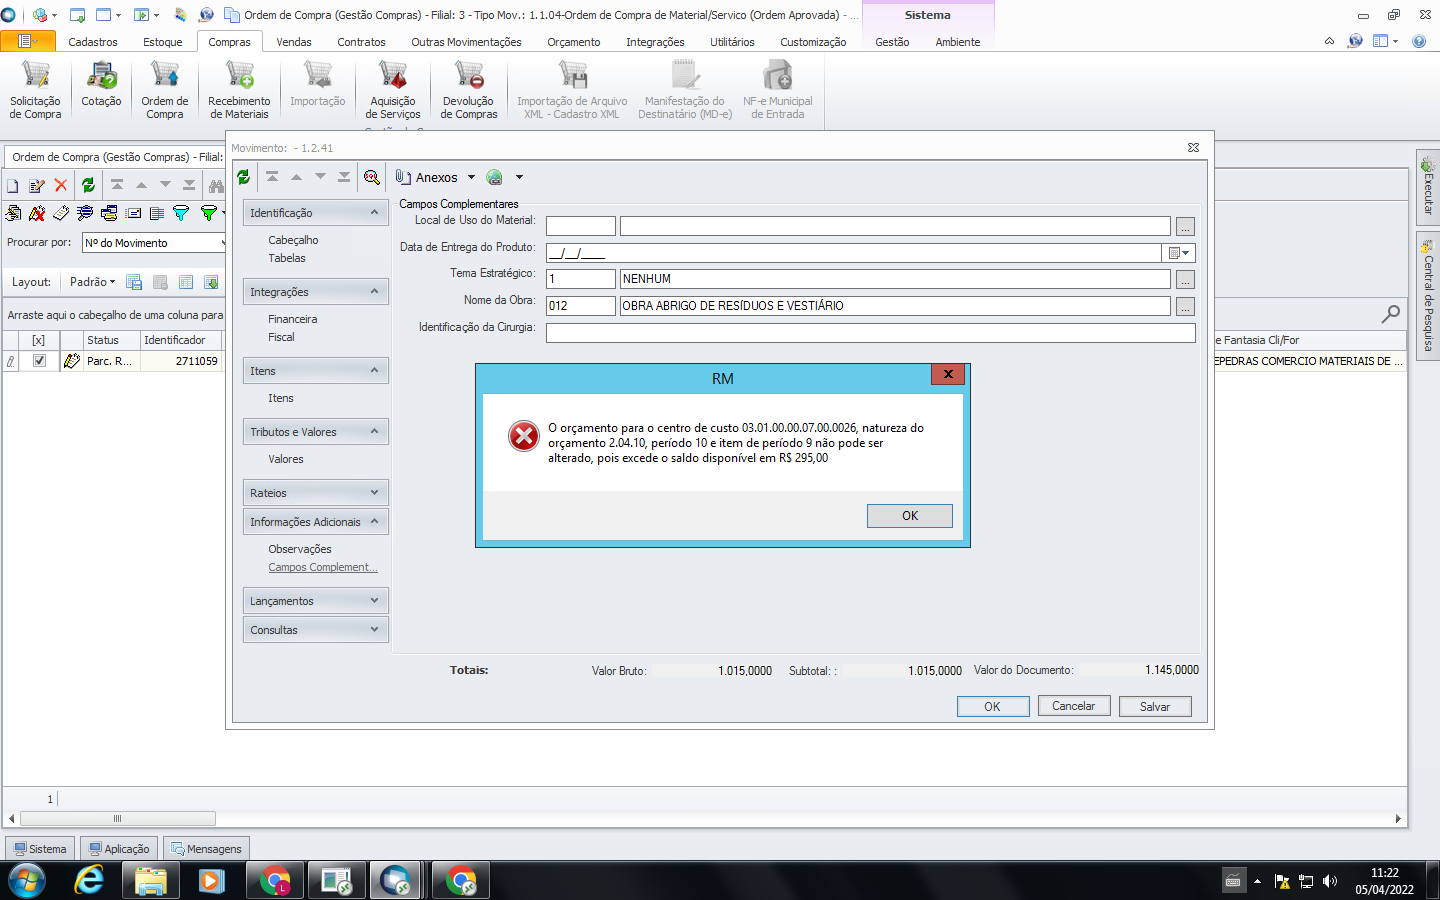 Ordem de Compra (Gestão Compras) - Filial: 3 - Tipo Mov.: 1.1.04-Ordem de Compra de Material/Servico (Ordem Aprovada) - ...
Sistema
Cadastros Estoque Compras Vendas Contratos Outras Movimentações Orçamento Integrações Utilitários Customização Gestão Ambiente
Solicitação de Compra
Cotação
Ordem de Compra
Recebimento de Materiais
Importação
Aquisição de Serviços
Devolução de Compras
Importação de Arquivo XML - Cadastro XML
Manifestação do Destinatário (MD-e)
NF-e Municipal de Entrada
Ordem de Compra (Gestão Compras) - Filial:
Movimento: - 1.2.41
Anexos
Procurar por: Nº do Movimento
Layout: Padrão
Arraste aqui o cabeçalho de uma coluna para
[x] Status Identificador
Parc. R... 2711059
e Fantasia Cli/For
EPEDRAS COMERCIO MATERIAIS DE ...
Executar
Central de Pesquisa
Identificação
Cabeçalho
Tabelas
Integrações
Financeira
Fiscal
Itens
Itens
Tributos e Valores
Valores
Rateios
Informações Adicionais
Observações
Campos Complement...
Lançamentos
Consultas
Campos Complementares
Local de Uso do Material:
...
Data de Entrega do Produto: __/__/____
Tema Estratégico: 1 NENHUM ...
Nome da Obra: 012 OBRA ABRIGO DE RESÍDUOS E VESTIÁRIO ...
Identificação da Cirurgia:
RM
x
O orçamento para o centro de custo 03.01.00.00.07.00.0026, natureza do
orçamento 2.04.10, período 10 e item de período 9 não pode ser
alterado, pois excede o saldo disponível em R$ 295,00
OK
Totais: Valor Bruto: 1.015,0000 Subtotal: : 1.015,0000 Valor do Documento: 1.145,0000
OK Cancelar Salvar
1
Sistema Aplicação Mensagens
L
11:22
05/04/2022